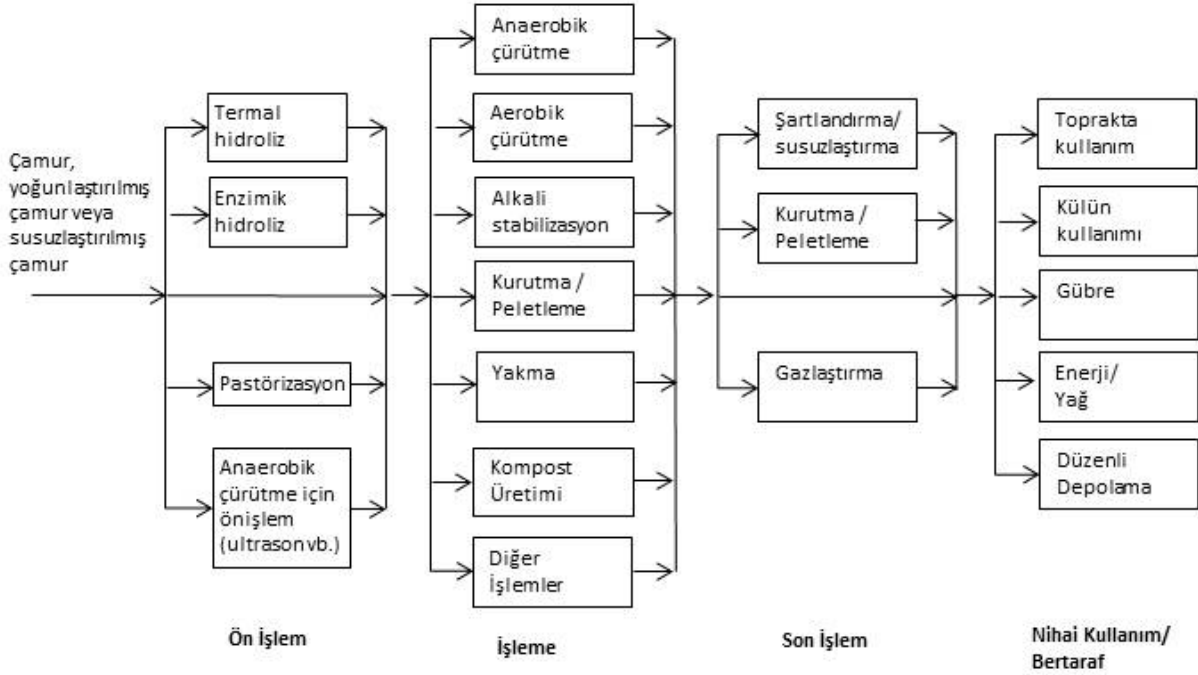 Çamur,
yoğunlaştırılmış
çamur veya
susuzlaştırılmış
çamur
Termal
hidroliz
Enzimik
hidroliz
Pastörizasyon
Anaerobik
çürütme için
önişlem
(ultrason vb.)
Ön İşlem
Anaerobik
çürütme
Aerobik
çürütme
Alkali
stabilizasyon
Kurutma /
Peletleme
Yakma
Kompost
Üretimi
Diğer
İşlemler
İşleme
Şartlandırma/
susuzlaştırma
Kurutma /
Peletleme
Gazlaştırma
Son İşlem
Toprakta
kullanım
Külün
kullanımı
Gübre
Enerji/
Yağ
Düzenli
Depolama
Nihai Kullanım/
Bertaraf